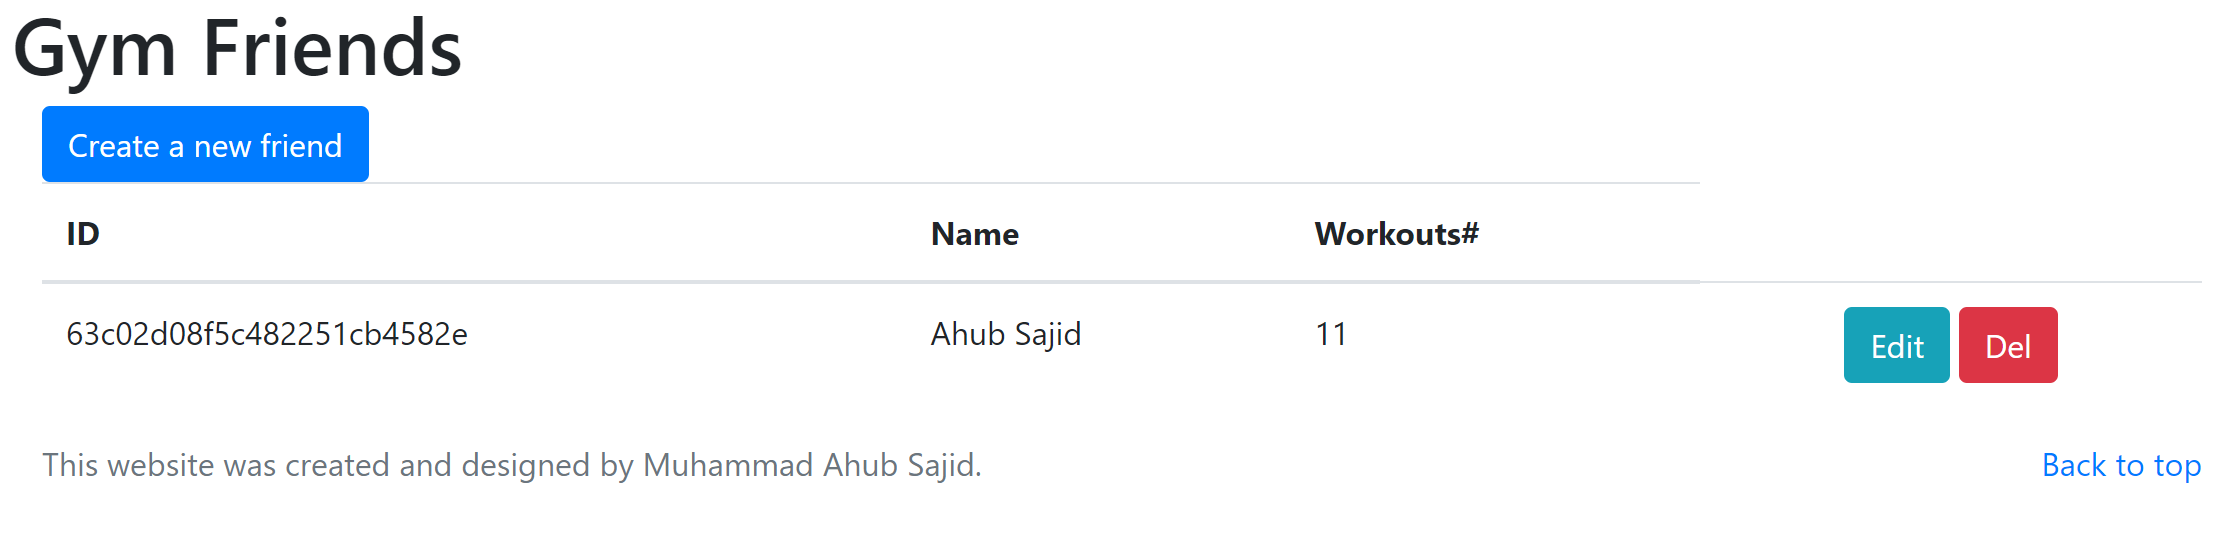 Gym Friends
Create a new friend
ID Name Workouts#
63c02d08f5c482251cb4582e Ahub Sajid 11 Edit Del
This website was created and designed by Muhammad Ahub Sajid. Back to top